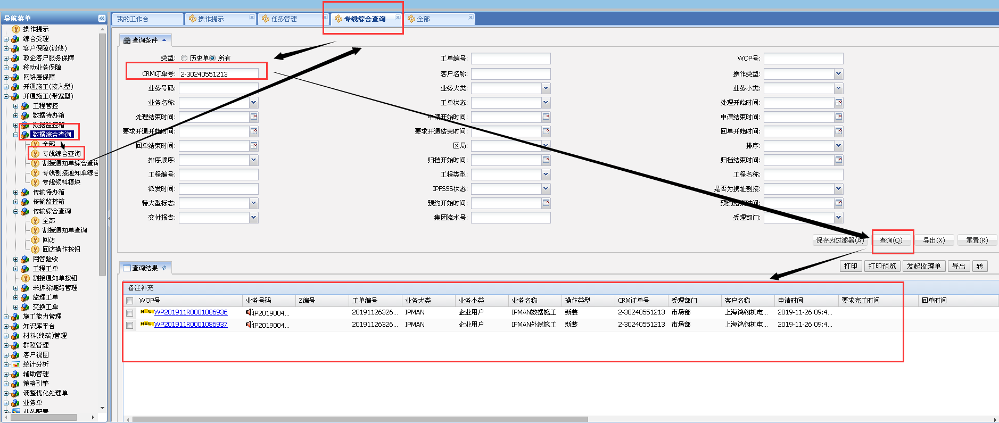 导航菜单
操作提示
综合受理
客户保障(派修)
政企客户服务保障
移动业务保障
网络层保障
开通施工(接入型)
开通施工(带宽型)
工程管控
数据待办箱
数据监控箱
数据综合查询
全部
专线综合查询
割接通知单综合查询
专线割接通知单综合
专线领料模块
传输待办箱
传输监控箱
传输综合查询
全部
割接通知单查询
回访
回访操作按钮
网管验收
工程工单
割接通知单按钮
未拆除链路管理
监理工单
交换工单
施工能力管理
知识库平台
材料(终端)管理
群障管理
客户视图
统计分析
辅助管理
策略引擎
调整优化处理单
业务单
业务配置
我的工作台 操作提示 任务管理 专线综合查询 全部
查询条件
类型: 历史单 所有 工单编号: WOP号:
CRM订单号: 2-30240551213 客户名称: 操作类型:
业务号码: 业务大类: 业务小类:
业务名称: 工单状态: 处理开始时间:
处理结束时间: 申请开始时间: 申请结束时间:
要求开通开始时间: 要求开通结束时间: 回单开始时间:
回单结束时间: 区局: 排序:
排序顺序: 归档开始时间: 归档结束时间:
工程编号: 工程类型: 工程名称:
派发时间: IPFSSS状态: 是否为携址割接:
特大型标志: 预约开始时间: 预约结束时间:
交付报告: 集团流水号: 受理部门:
保存为过滤器(A) 查询(Q) 导出(X) 重置(R)
查询结果 打印 打印预览 发起监理单 导出 转
备注补充
WOP号 业务号码 Z编号 工单编号 业务大类 业务小类 业务名称 操作类型 CRM订单号 受理部门 客户名称 申请时间 要求完工时间 回单时间
NEW! WP201911R0001086936 IP2019004... 20191126326... IPMAN 企业用户 IPMAN数据施工 新装 2-30240551213 市场部 上海鸿翎机电... 2019-11-26 09:4...
NEW! WP201911R0001086937 IP2019004... 20191126326... IPMAN 企业用户 IPMAN外线施工 新装 2-30240551213 市场部 上海鸿翎机电... 2019-11-26 09:4...